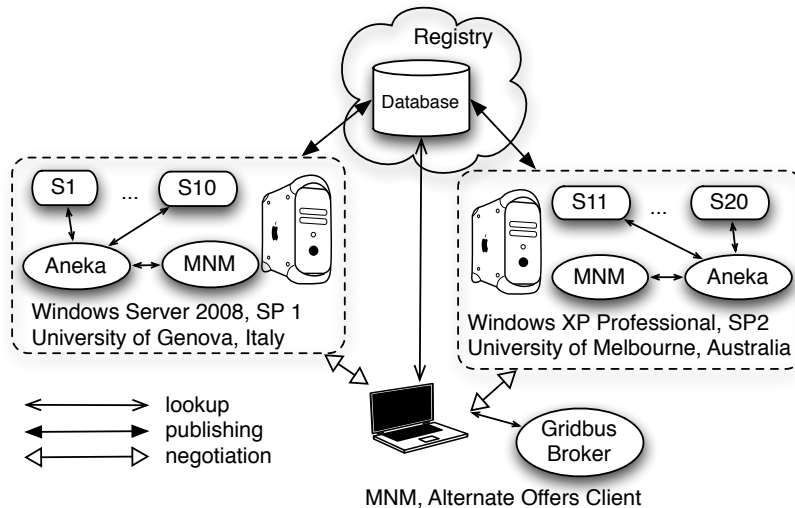 Registry
Database
S1
...
S10
Aneka
MNM
Windows Server 2008, SP 1
University of Genova, Italy
S11
...
S20
MNM
Aneka
Windows XP Professional, SP2
University of Melbourne, Australia
lookup
publishing
negotiation
Gridbus
Broker
MNM, Alternate Offers Client